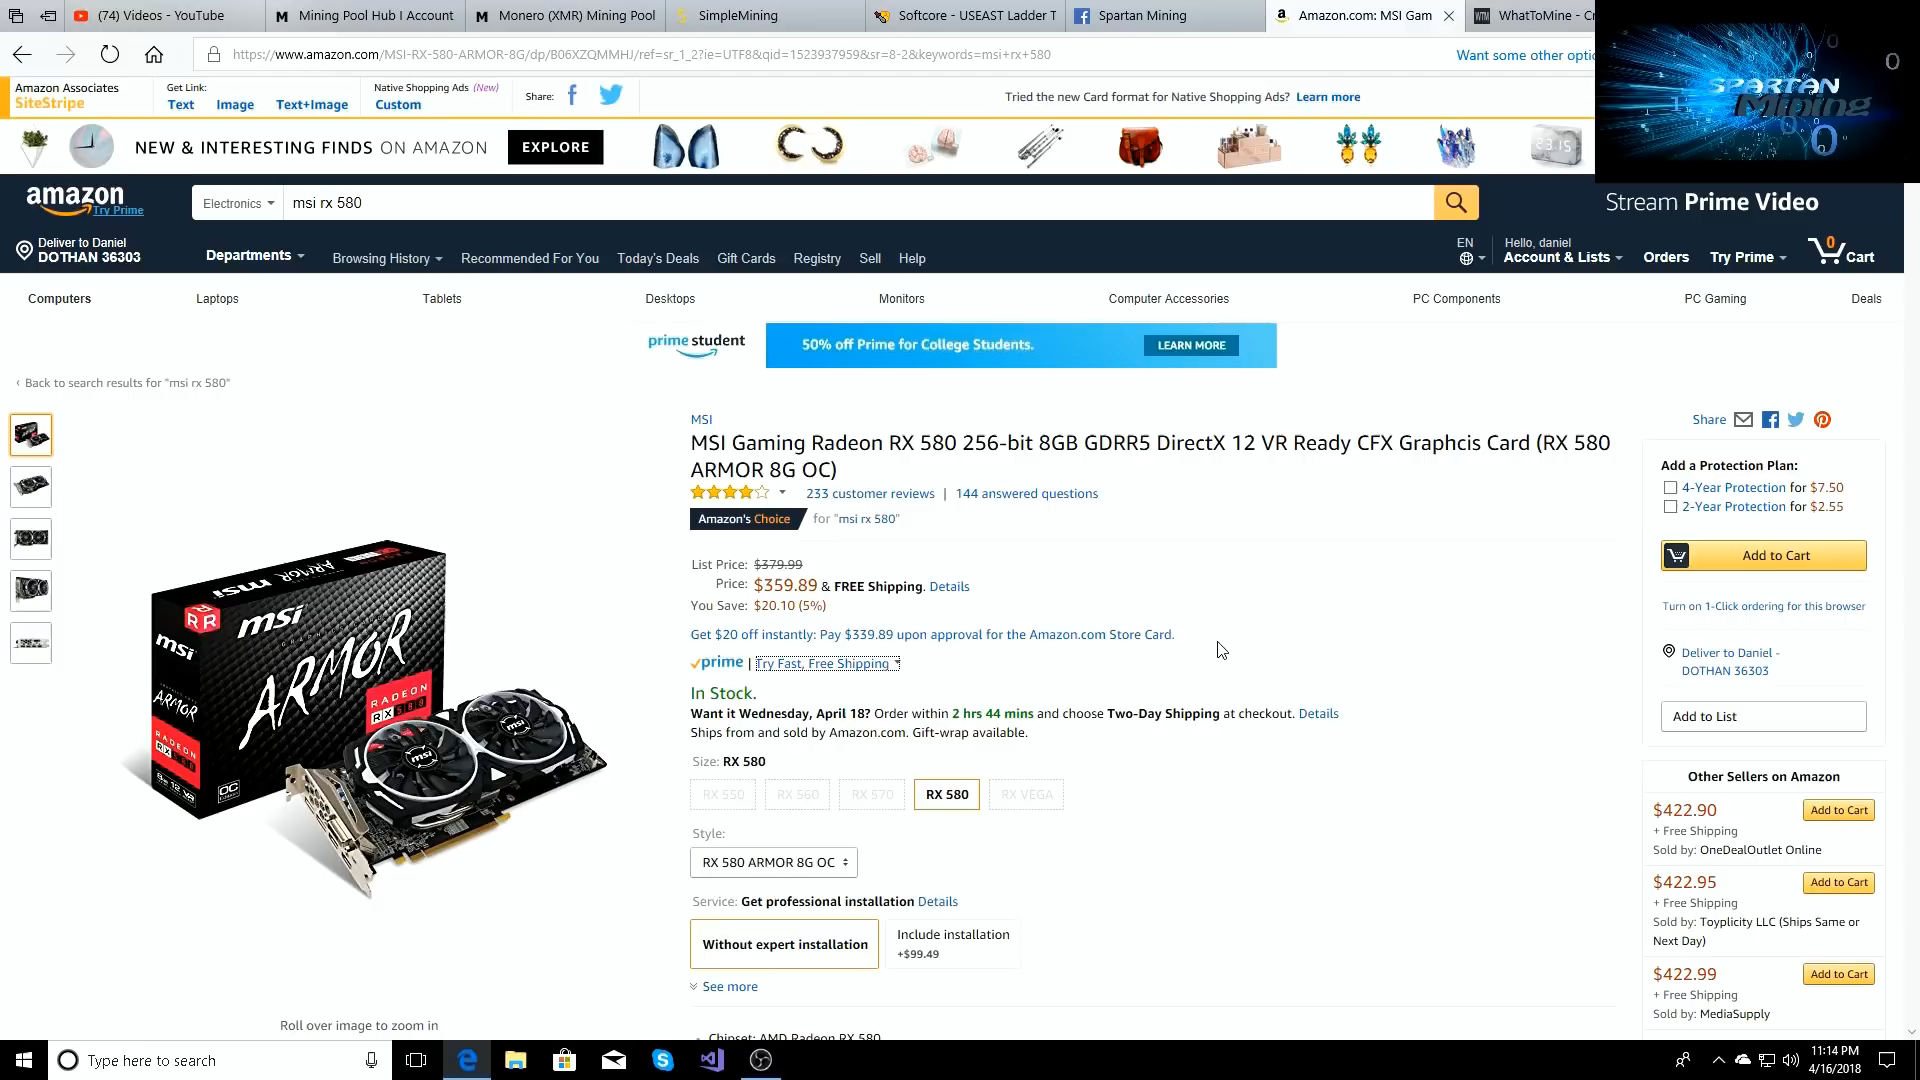 (74) Videos - YouTube
Mining Pool Hub I Account
Monero (XMR) Mining Pool
SimpleMining
Softcore - USEAST Ladder T
Spartan Mining
Amazon.com: MSI Gam
WhatToMine - Cr
https://www.amazon.com/MSI-RX-580-ARMOR-8G/dp/B06XZQMMHJ/ref=sr_1_2?ie=UTF8&qid=1523937959&sr=8-2&keywords=msi+rx+580
Want some other optio
SPARTAN
Mining
Amazon Associates
SiteStripe
Get Link:
Text Image Text+Image
Native Shopping Ads (New)
Custom
Share:
Tried the new Card format for Native Shopping Ads? Learn more
NEW & INTERESTING FINDS ON AMAZON EXPLORE
amazon
Try Prime
Electronics
msi rx 580
Stream Prime Video
Deliver to Daniel
DOTHAN 36303
Departments
Browsing History Recommended For You Today's Deals Gift Cards Registry Sell Help
EN
Hello, daniel
Account & Lists
Orders
Try Prime
0
Cart
Computers Laptops Tablets Desktops Monitors Computer Accessories PC Components PC Gaming Deals
prime student
50% off Prime for College Students.
LEARN MORE
‹ Back to search results for "msi rx 580"
MSI
MSI Gaming Radeon RX 580 256-bit 8GB GDRR5 DirectX 12 VR Ready CFX Graphcis Card (RX 580
ARMOR 8G OC)
233 customer reviews | 144 answered questions
Amazon's Choice for "msi rx 580"
List Price: $379.99
Price: $359.89 & FREE Shipping. Details
You Save: $20.10 (5%)
Get $20 off instantly: Pay $339.89 upon approval for the Amazon.com Store Card.
prime | Try Fast, Free Shipping
In Stock.
Want it Wednesday, April 18? Order within 2 hrs 44 mins and choose Two-Day Shipping at checkout. Details
Ships from and sold by Amazon.com. Gift-wrap available.
Size: RX 580
RX 550 RX 560 RX 570 RX 580 RX VEGA
Style:
RX 580 ARMOR 8G OC
Service: Get professional installation Details
Without expert installation
Include installation
+$99.49
See more
Chipset: AMD Radeon RX 580
msi
ARMOR
msi
ARMOR
RADEON
RX 580
msi
ARMOR
RADEON
RX 580
OC
msi
msi
Roll over image to zoom in
Share
Add a Protection Plan:
4-Year Protection for $7.50
2-Year Protection for $2.55
Add to Cart
Turn on 1-Click ordering for this browser
Deliver to Daniel -
DOTHAN 36303
Add to List
Other Sellers on Amazon
$422.90 Add to Cart
+ Free Shipping
Sold by: OneDealOutlet Online
$422.95 Add to Cart
+ Free Shipping
Sold by: Toyplicity LLC (Ships Same or
Next Day)
$422.99 Add to Cart
+ Free Shipping
Sold by: MediaSupply
Type here to search
11:14 PM
4/16/2018